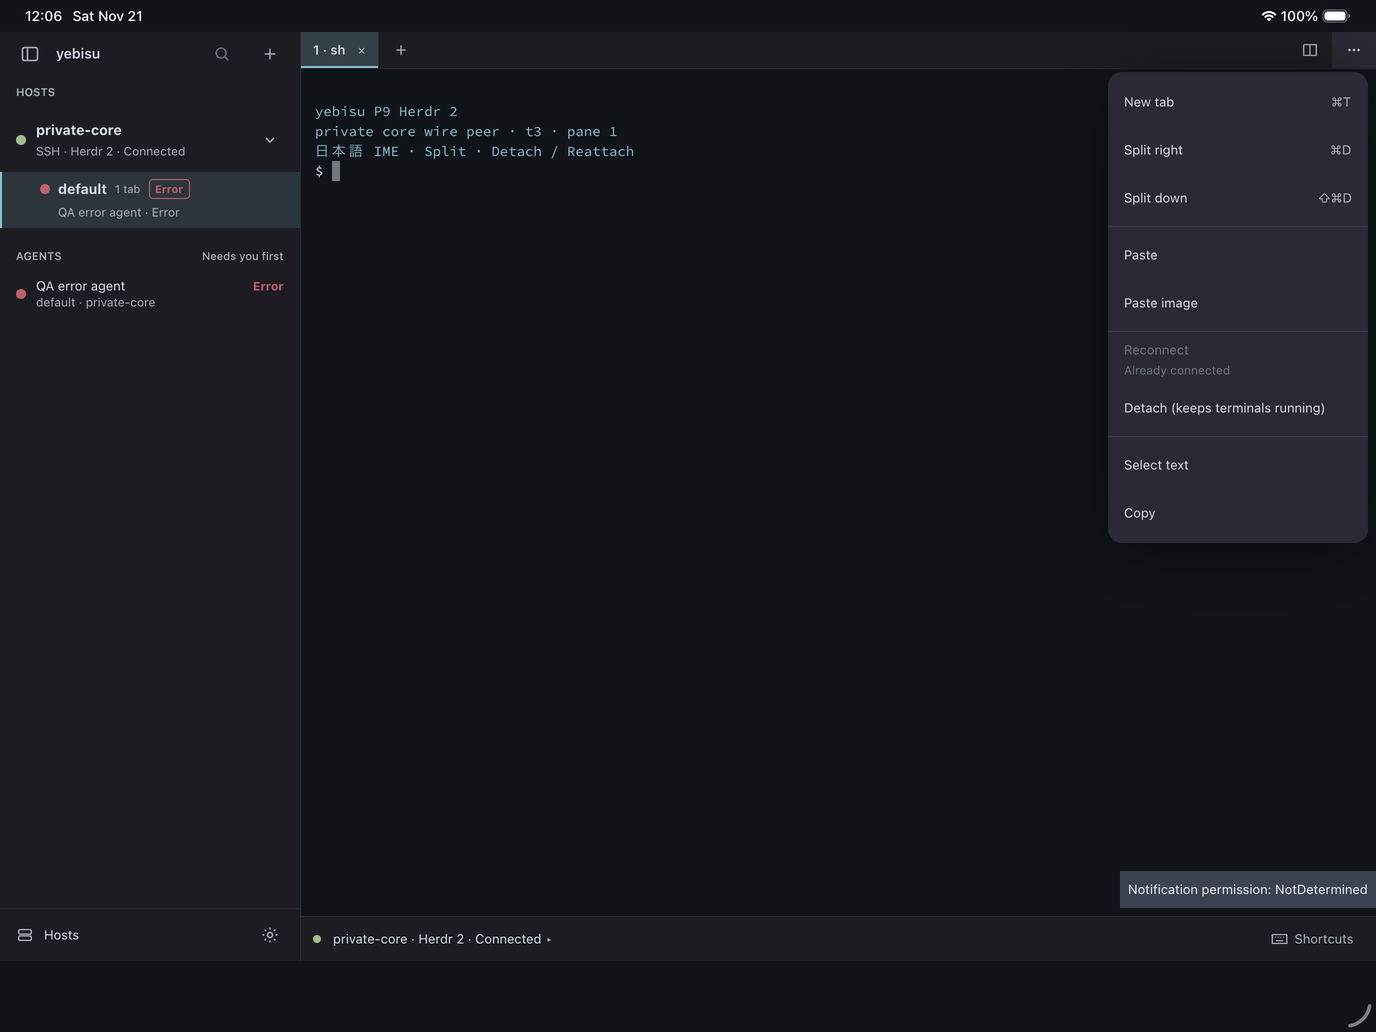 12:06 Sat Nov 21
100%
yebisu
HOSTS
private-core
SSH · Herdr 2 · Connected
default 1 tab Error
QA error agent · Error
AGENTS Needs you first
QA error agent Error
default · private-core
Hosts
1 · sh × +
yebisu P9 Herdr 2
private core wire peer · t3 · pane 1
日本語 IME · Split · Detach / Reattach
$
New tab ⌘T
Split right ⌘D
Split down ⇧⌘D
Paste
Paste image
Reconnect
Already connected
Detach (keeps terminals running)
Select text
Copy
Notification permission: NotDetermined
private-core · Herdr 2 · Connected ▸
Shortcuts